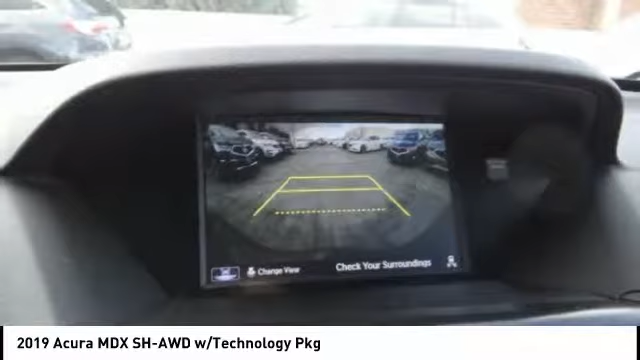 Change View
Check Your Surroundings
2019 Acura MDX SH-AWD w/Technology Pkg